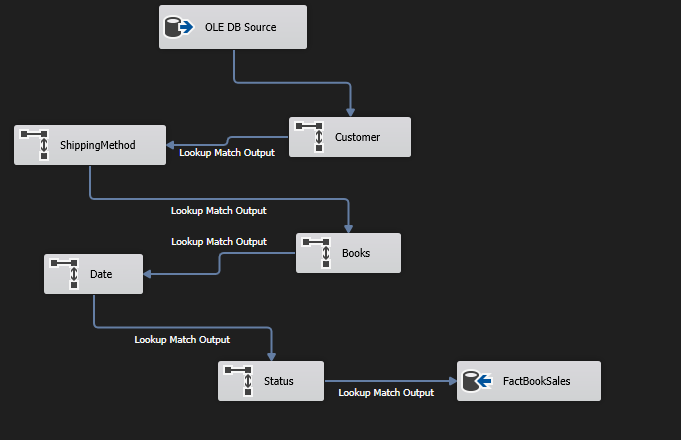 OLE DB Source
Customer
Lookup Match Output
ShippingMethod
Lookup Match Output
Books
Lookup Match Output
Date
Lookup Match Output
Status
Lookup Match Output
FactBookSales